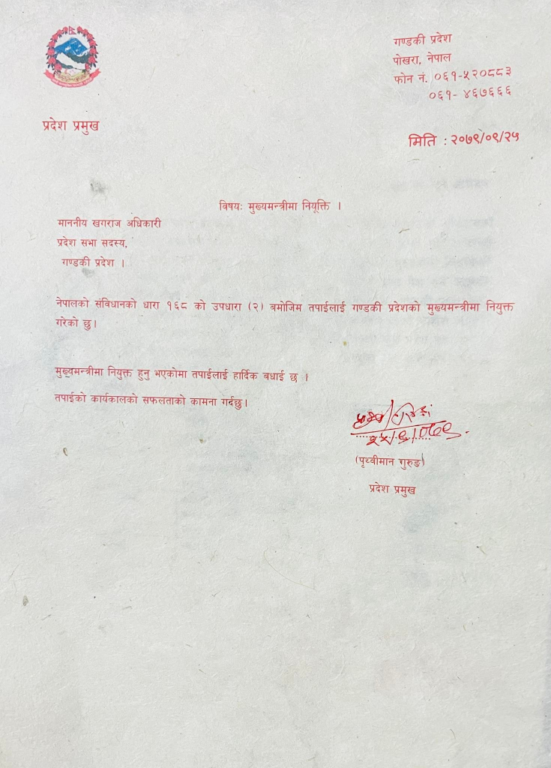 गण्डकी प्रदेश
पोखरा, नेपाल
फोन नं. ०६१-५२०८८३
०६१- ४६७६६६
प्रदेश प्रमुख
मिति : २०७९/०९/२५
विषयः मुख्यमन्त्रीमा नियूक्ति ।
माननीय खगराज अधिकारी
प्रदेश सभा सदस्य,
गण्डकी प्रदेश ।
नेपालको संविधानको धारा १६८ को उपधारा (२) बमोजिम तपाईलाई गण्डकी प्रदेशको मुख्यमन्त्रीमा नियुक्त
गरेको छु।
मुख्यमन्त्रीमा नियुक्त हुनु भएकोमा तपाईलाई हार्दिक बधाई छ ।
तपाईको कार्यकालको सफलताको कामना गर्दछु।
(पृथ्वीमान गुरुङ)
प्रदेश प्रमुख